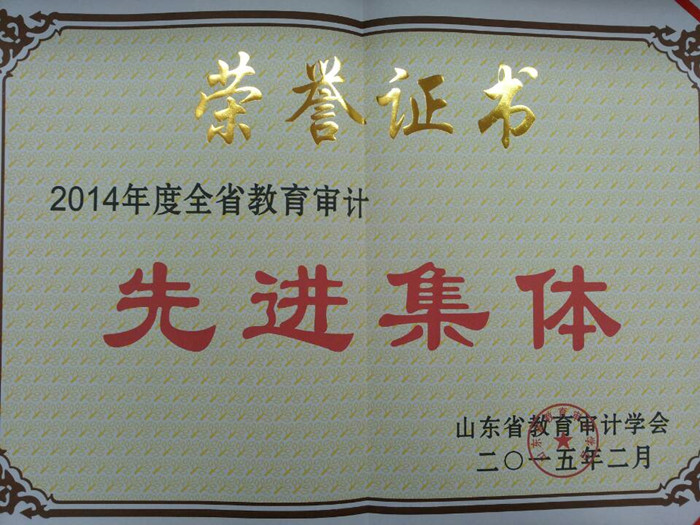 荣誉证书
2014年度全省教育审计
先进集体
山东省教育审计学会
二〇一五年二月